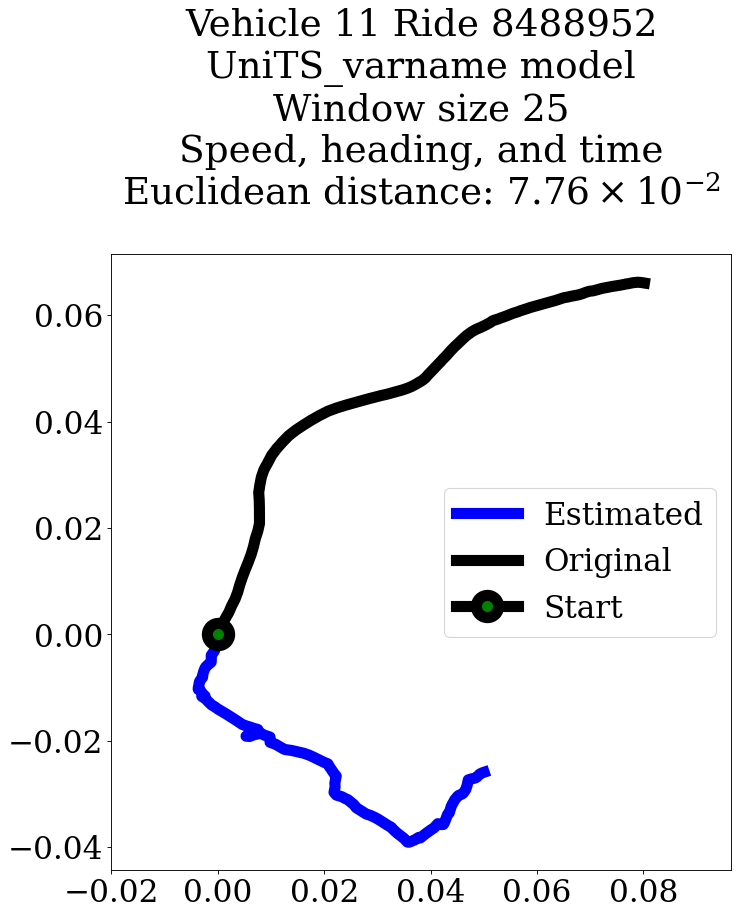 Vehicle 11 Ride 8488952
UniTS_varname model
Window size 25
Speed, heading, and time
Euclidean distance: 7.76 × 10⁻²
0.06
0.04
0.02
0.00
−0.02
−0.04
Estimated
Original
Start
−0.02 0.00 0.02 0.04 0.06 0.08